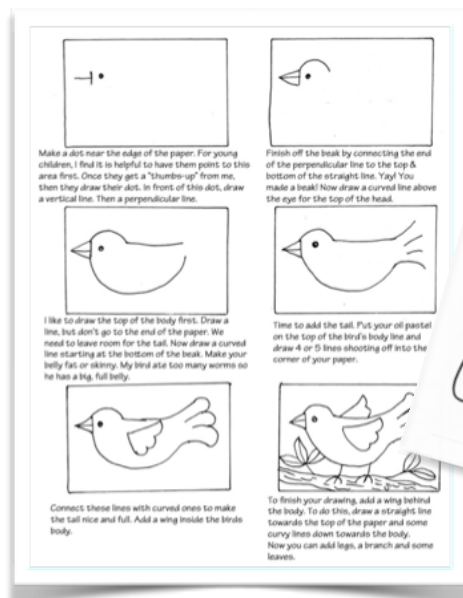 Make a dot near the edge of the paper. For young
children, I find it is helpful to have them point to this
area first. Once they get a "thumbs-up" from me,
then they draw their dot. In front of this dot, draw
a vertical line. Then a perpendicular line.
Finish off the beak by connecting the end
of the perpendicular line to the top &
bottom of the straight line. Yay! You
made a beak! Now draw a curved line above
the eye for the top of the head.
I like to draw the top of the body first. Draw a
line, but don't go to the end of the paper. We
need to leave room for the tail. Now draw a curved
line starting at the bottom of the beak. Make your
belly fat or skinny. My bird ate too many worms so
he has a big, full belly.
Time to add the tail. Put your oil pastel
on the top of the bird's body line and
draw 4 or 5 lines shooting off into the
corner of your paper.
Connect these lines with curved ones to make
the tail nice and full. Add a wing inside the birds
body.
To finish your drawing, add a wing behind
the body. To do this, draw a straight line
towards the top of the paper and some
curvy lines down towards the body.
Now you can add legs, a branch and some
leaves.